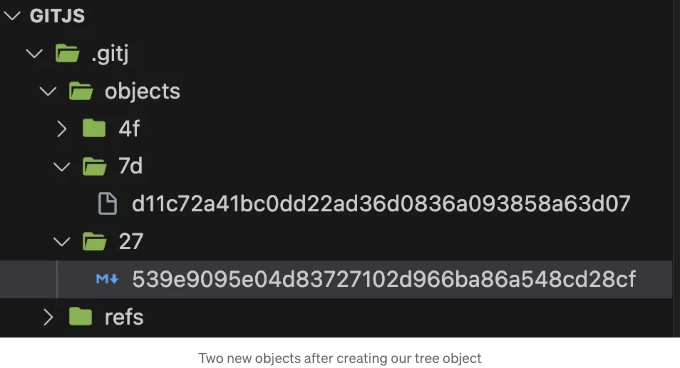 GITJS
.gitj
objects
4f
7d
d11c72a41bc0dd22ad36d0836a093858a63d07
27
M↓ 539e9095e04d83727102d966ba86a548cd28cf
refs
Two new objects after creating our tree object